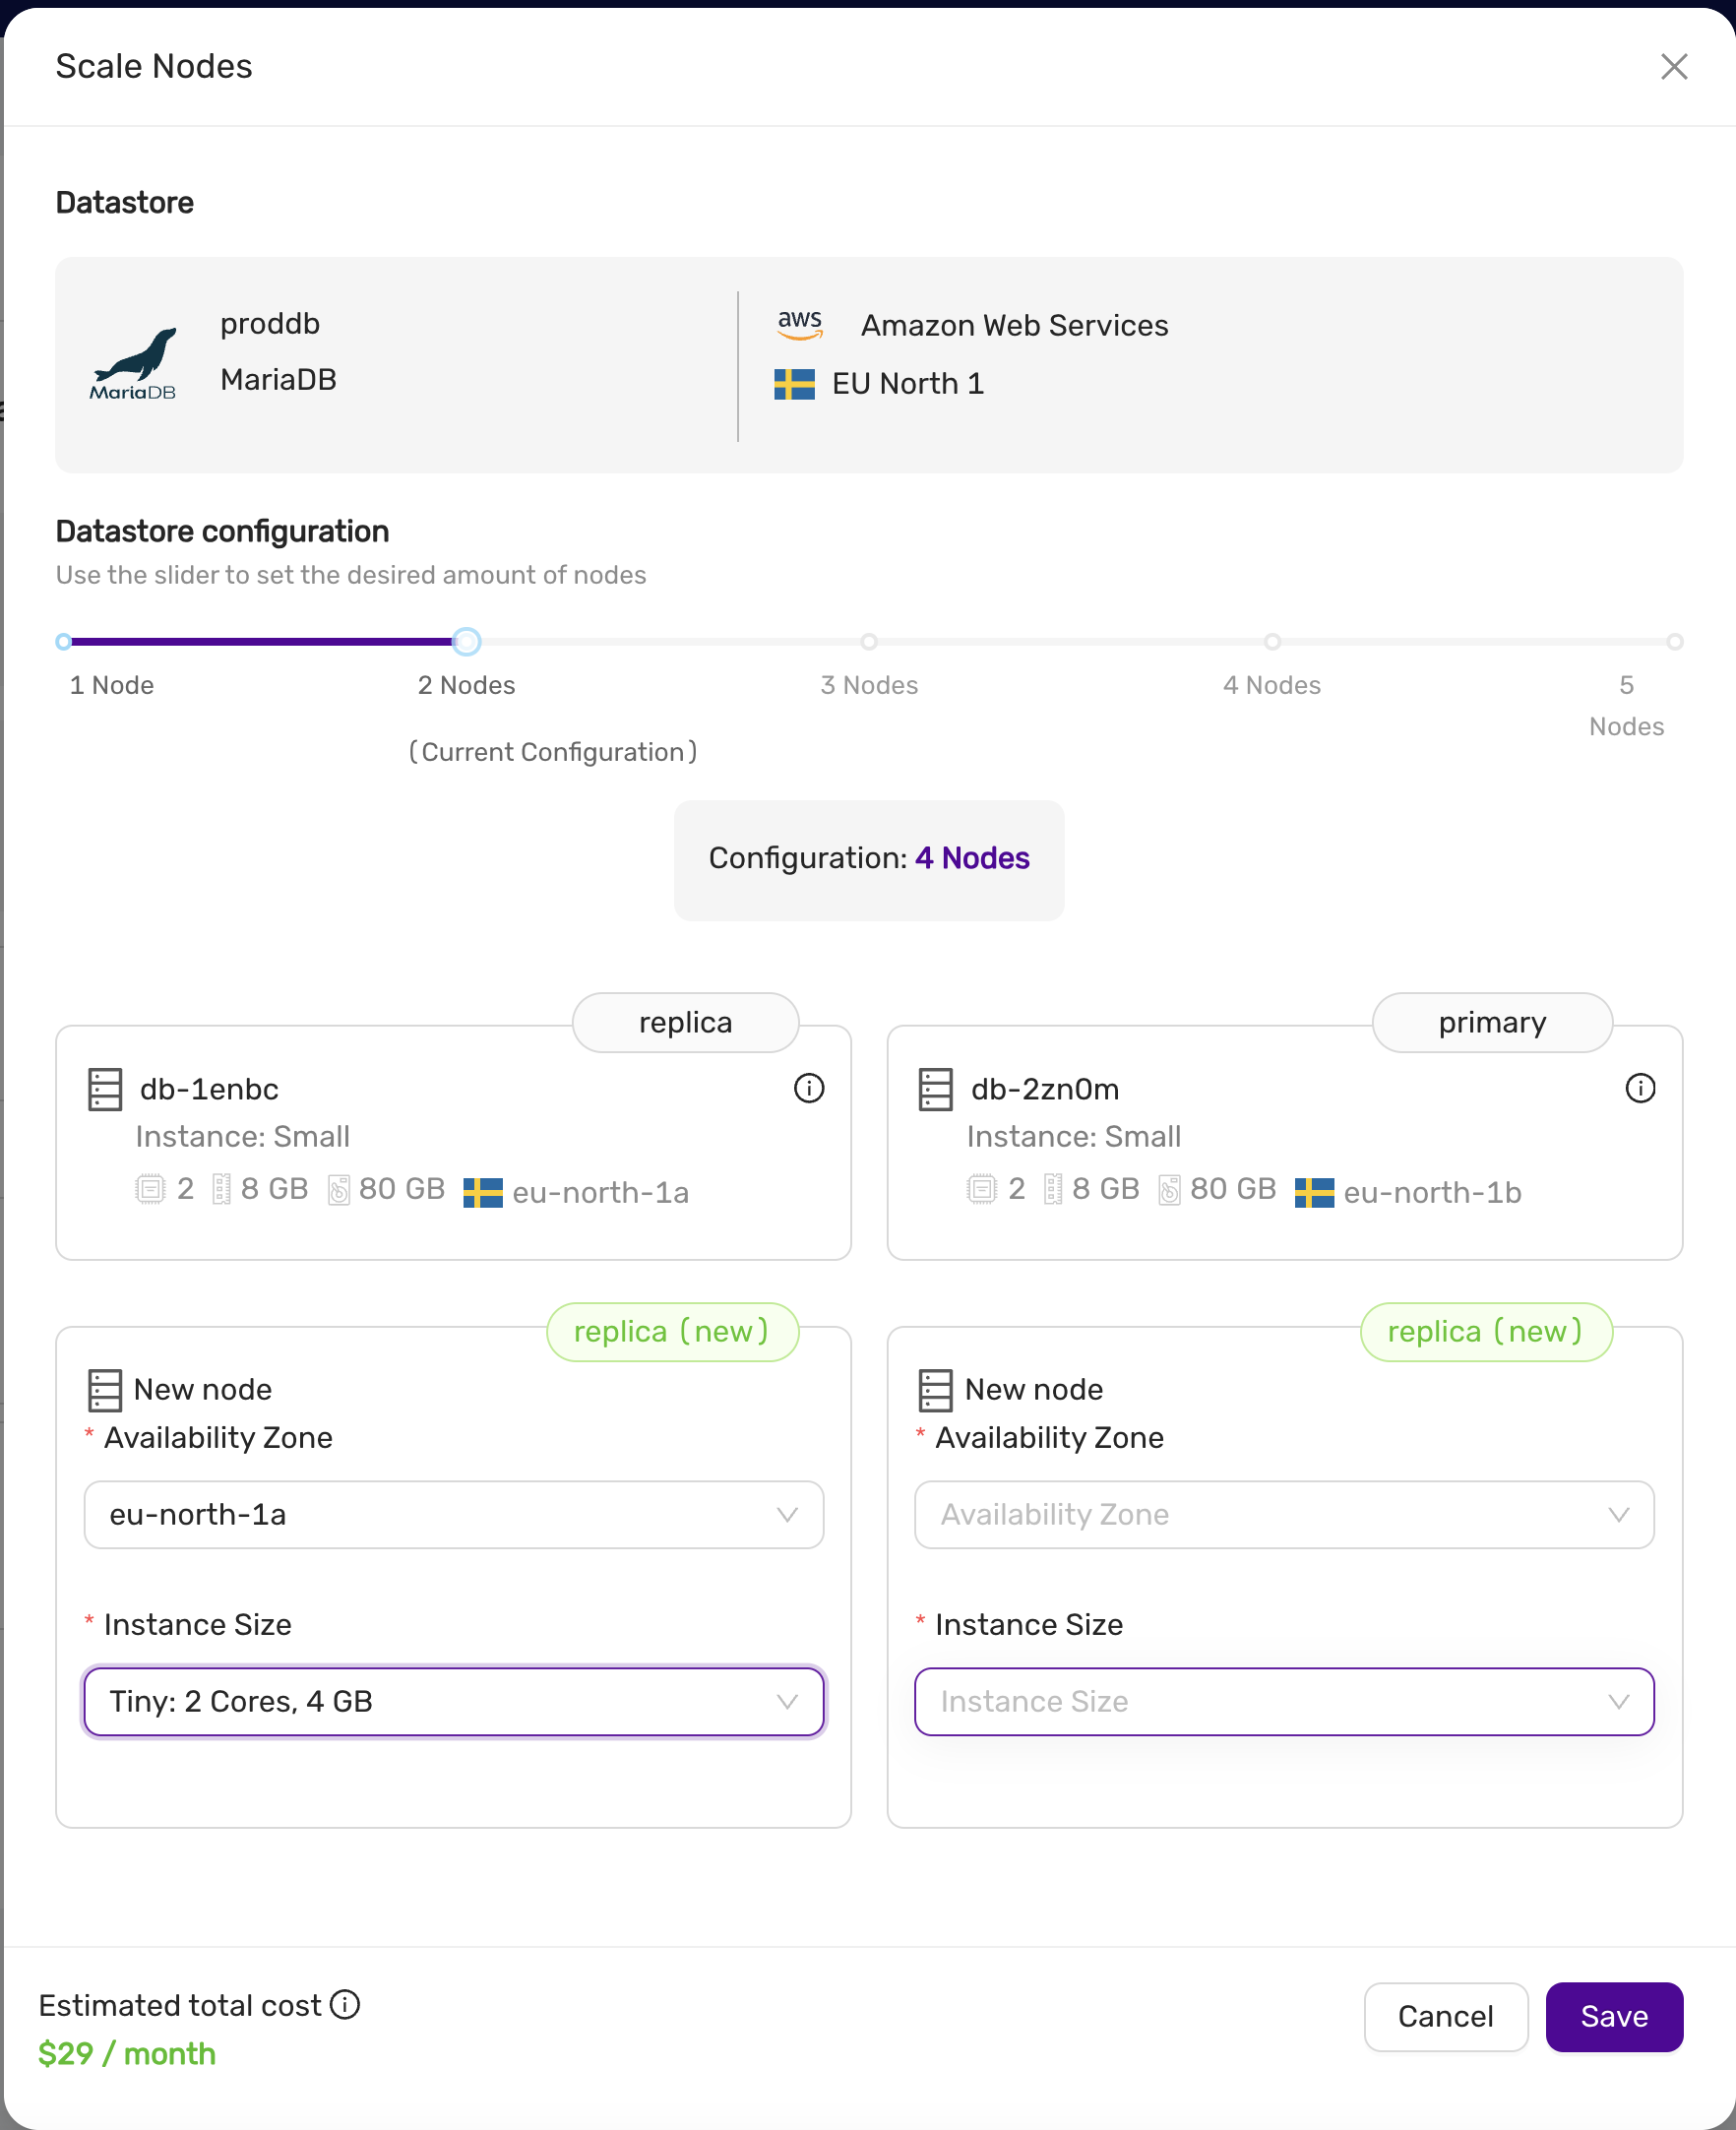 Scale Nodes
Datastore
MariaDB
proddb
MariaDB
aws
Amazon Web Services
EU North 1
Datastore configuration
Use the slider to set the desired amount of nodes
1 Node
2 Nodes
(Current Configuration)
3 Nodes
4 Nodes
5
Nodes
Configuration: 4 Nodes
replica
db-1enbc
Instance: Small
2 8 GB 80 GB eu-north-1a
primary
db-2zn0m
Instance: Small
2 8 GB 80 GB eu-north-1b
replica (new)
New node
* Availability Zone
eu-north-1a
* Instance Size
Tiny: 2 Cores, 4 GB
replica (new)
New node
* Availability Zone
Availability Zone
* Instance Size
Instance Size
Estimated total cost
$29 / month
Cancel
Save